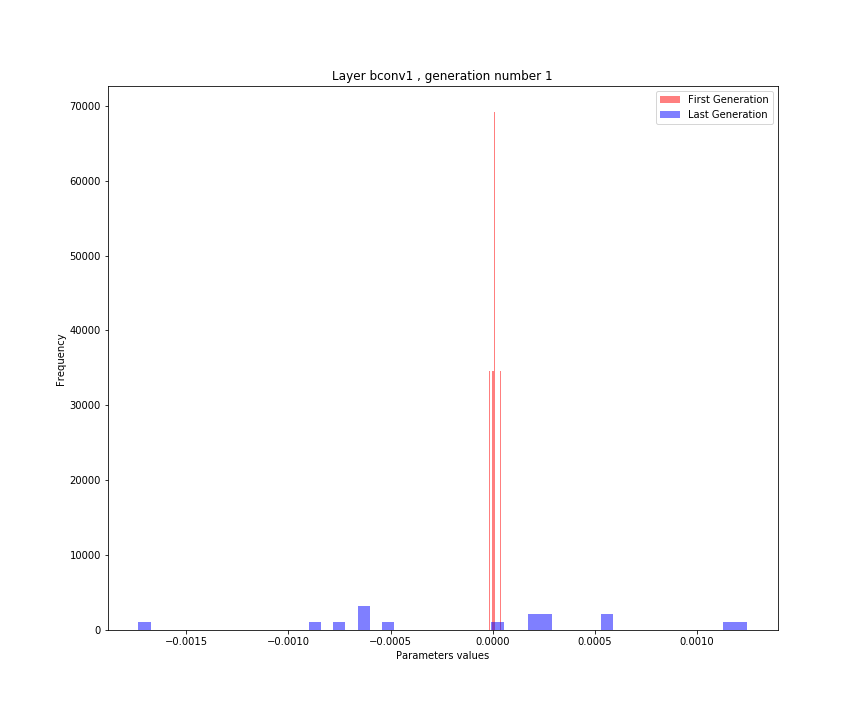 Layer bconv1 , generation number 1
First Generation
Last Generation
70000
60000
50000
40000
30000
20000
10000
0
Frequency
−0.0015
−0.0010
−0.0005
0.0000
0.0005
0.0010
Parameters values